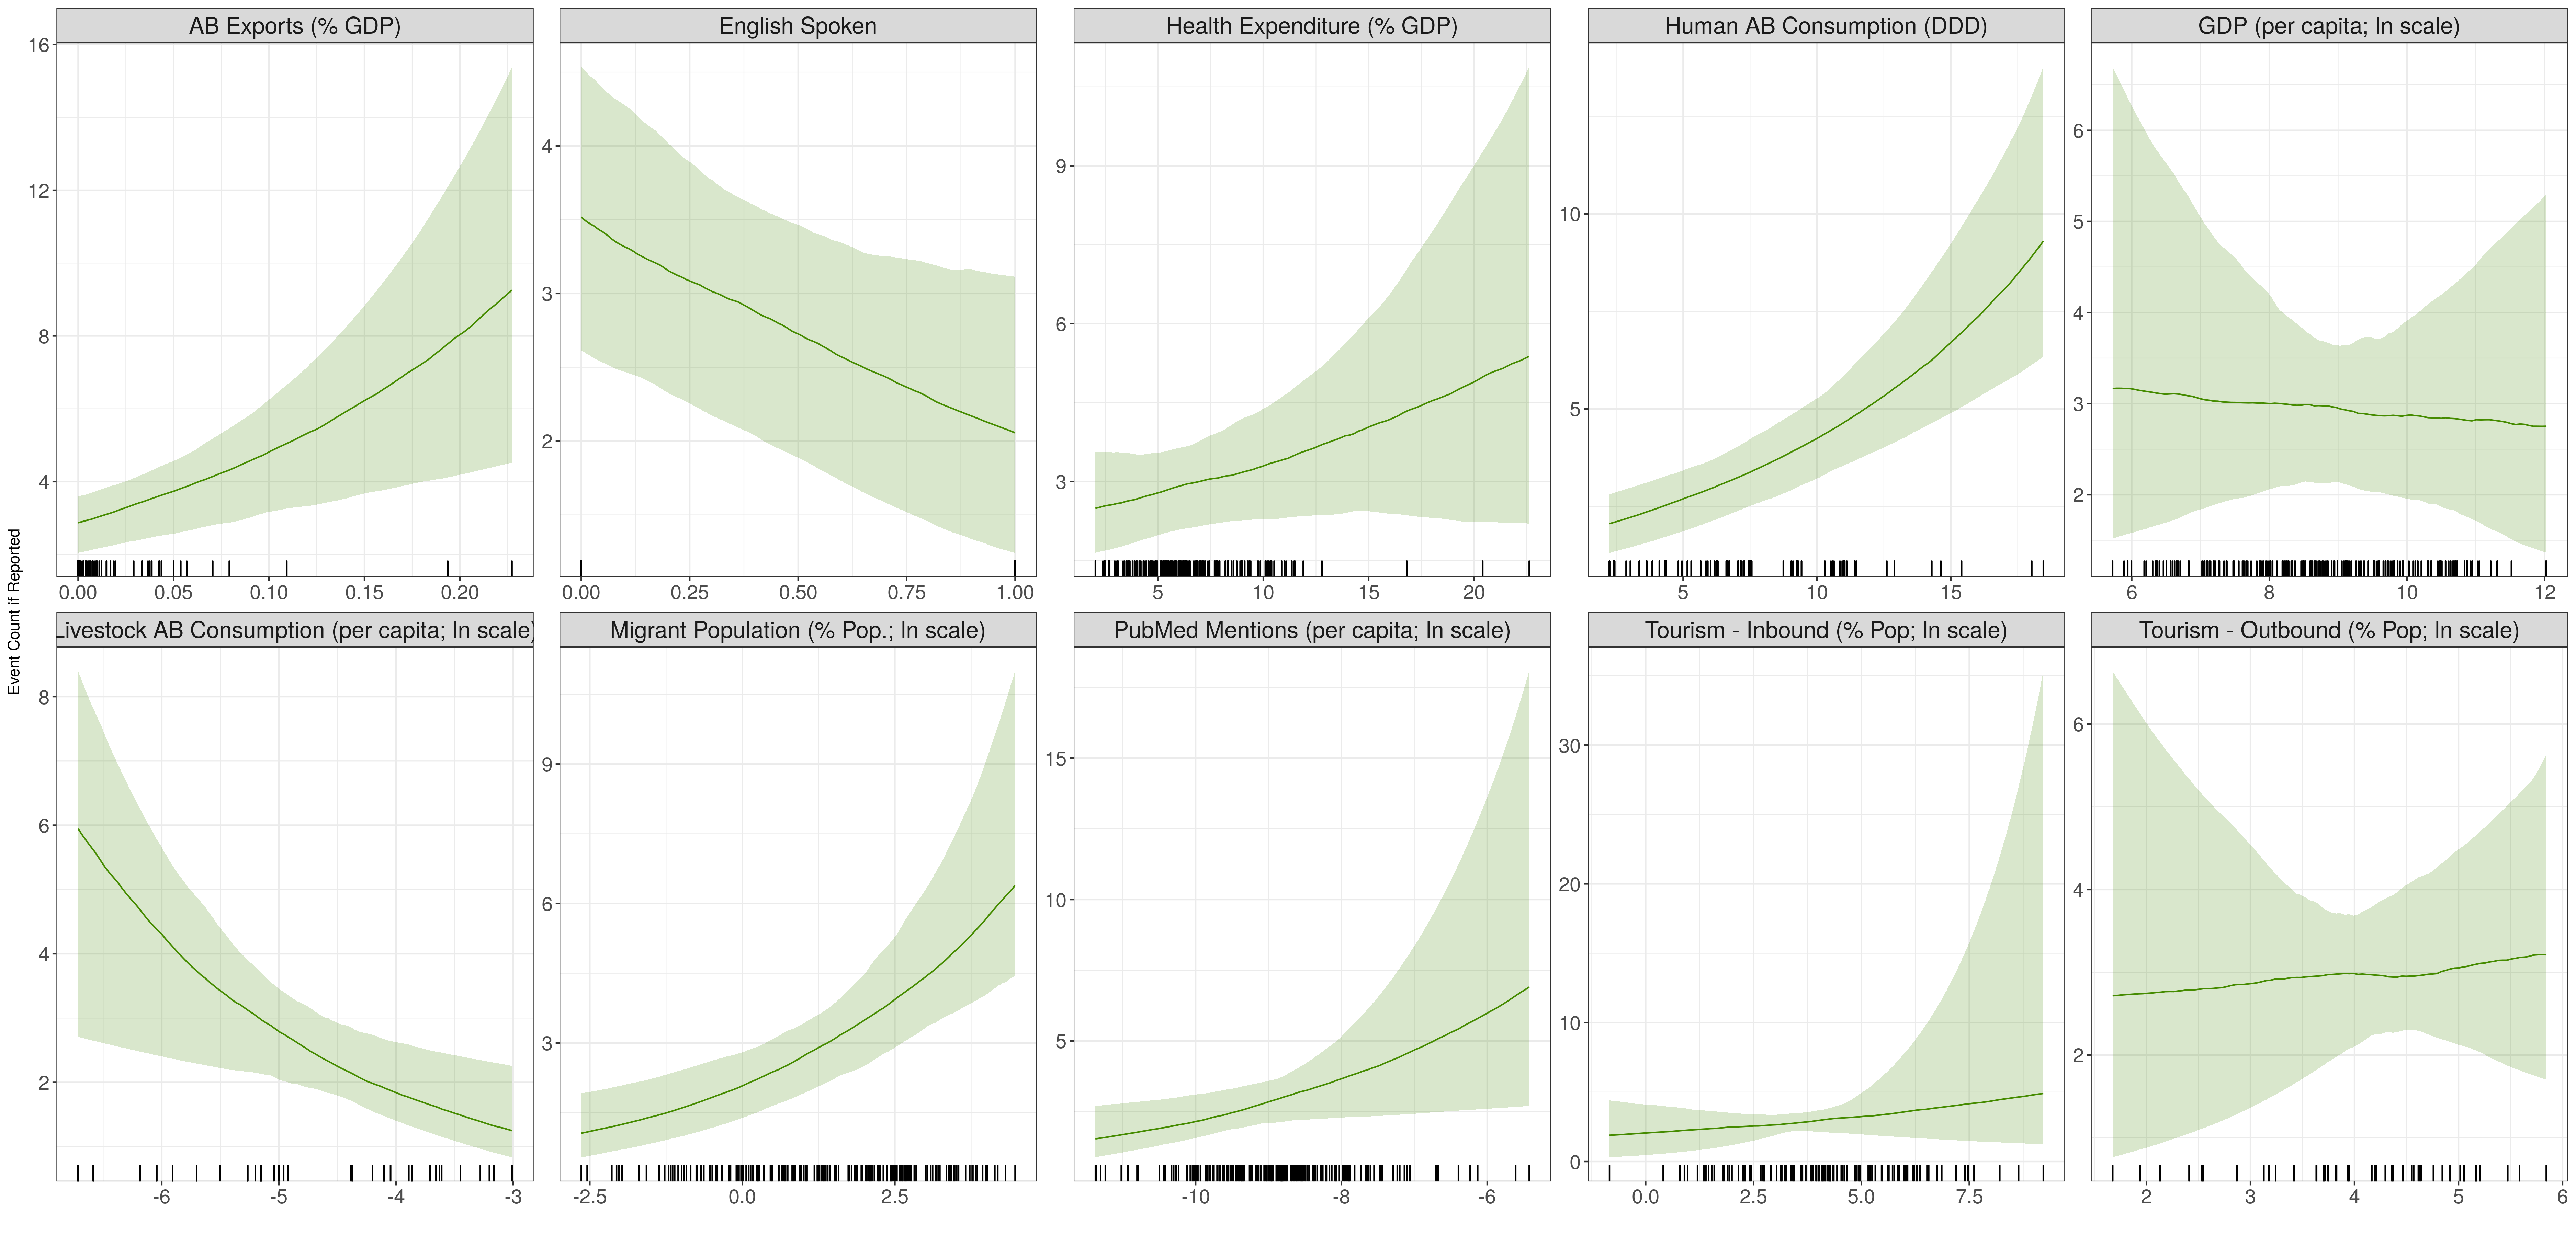 AB Exports (% GDP)
English Spoken
Health Expenditure (% GDP)
Human AB Consumption (DDD)
GDP (per capita; ln scale)
16
12
8
4
0.00 0.05 0.10 0.15 0.20
4
3
2
0.00 0.25 0.50 0.75 1.00
9
6
3
5 10 15 20
10
5
5 10 15
6
5
4
3
2
6 8 10 12
Event Count if Reported
Livestock AB Consumption (per capita; ln scale)
Migrant Population (% Pop.; ln scale)
PubMed Mentions (per capita; ln scale)
Tourism - Inbound (% Pop; ln scale)
Tourism - Outbound (% Pop; ln scale)
8
6
4
2
-6 -5 -4 -3
9
6
3
-2.5 0.0 2.5
15
10
5
-10 -8 -6
30
20
10
0
0.0 2.5 5.0 7.5
6
4
2
2 3 4 5 6